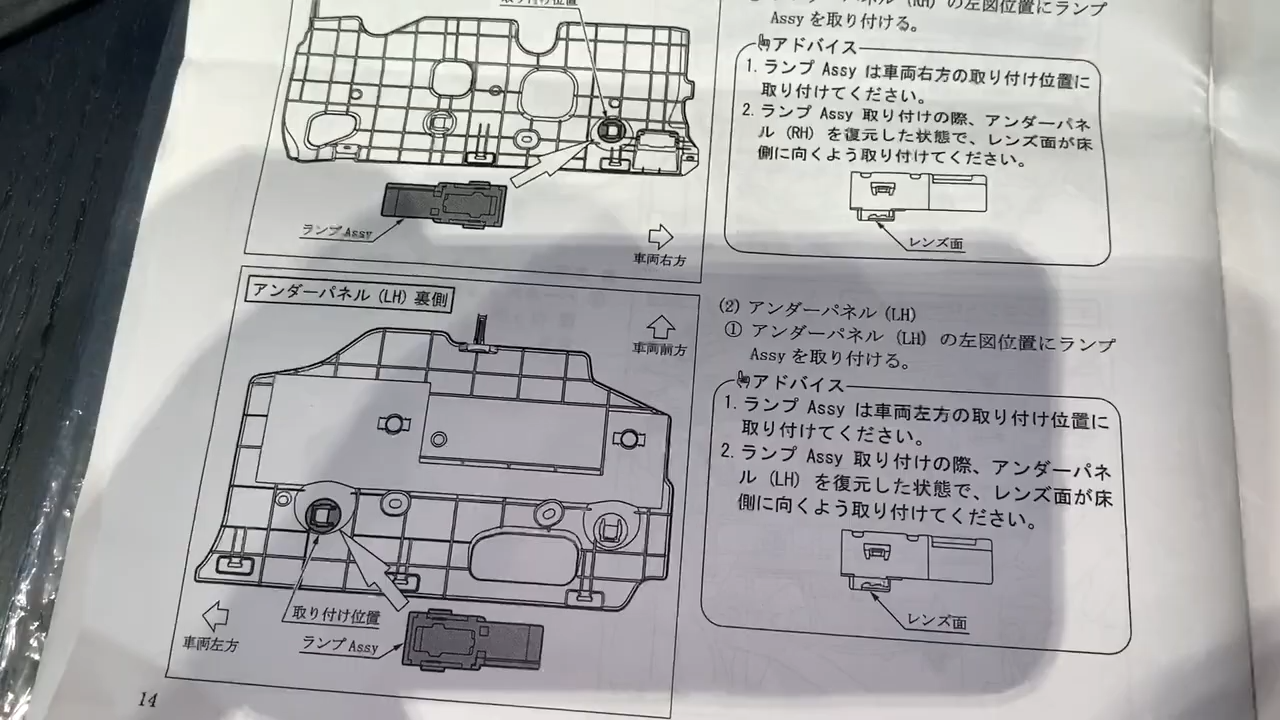 取り付け位置
ランプ Assy
車両右方
(RH) の左図位置にランプ
Assy を取り付ける。
アドバイス
1. ランプ Assy は車両右方の取り付け位置に
取り付けてください。
2. ランプ Assy 取り付けの際、アンダーパネ
ル (RH) を復元した状態で、レンズ面が床
側に向くよう取り付けてください。
レンズ面
アンダーパネル (LH) 裏側
車両前方
取り付け位置
車両左方
ランプ Assy
(2) アンダーパネル (LH)
① アンダーパネル (LH) の左図位置にランプ
Assy を取り付ける。
アドバイス
1. ランプ Assy は車両左方の取り付け位置に
取り付けてください。
2. ランプ Assy 取り付けの際、アンダーパネ
ル (LH) を復元した状態で、レンズ面が床
側に向くよう取り付けてください。
レンズ面
14